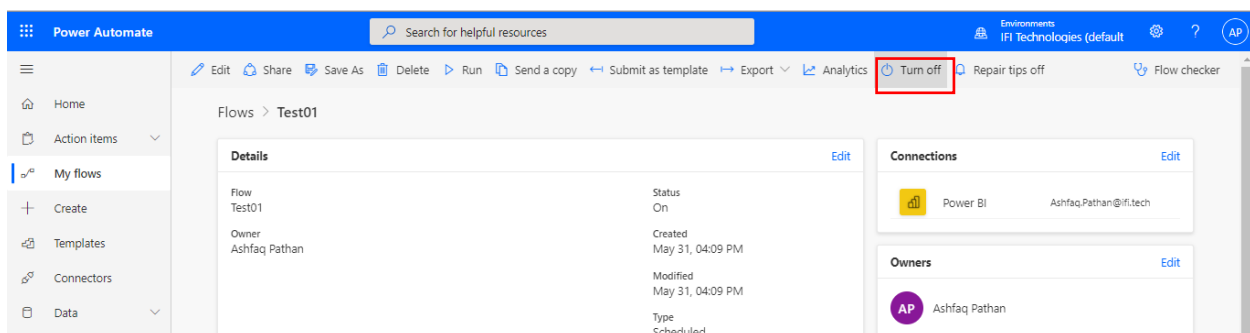 Power Automate
Search for helpful resources
Environments
IFI Technologies (default
?
AP
Edit Share Save As Delete Run Send a copy Submit as template Export Analytics Turn off Repair tips off Flow checker
Home
Action items
My flows
Create
Templates
Connectors
Data
Flows > Test01
Details Edit
Flow
Test01
Owner
Ashfaq Pathan
Status
On
Created
May 31, 04:09 PM
Modified
May 31, 04:09 PM
Type
Scheduled
Connections Edit
Power BI Ashfaq.Pathan@ifi.tech
Owners Edit
AP Ashfaq Pathan